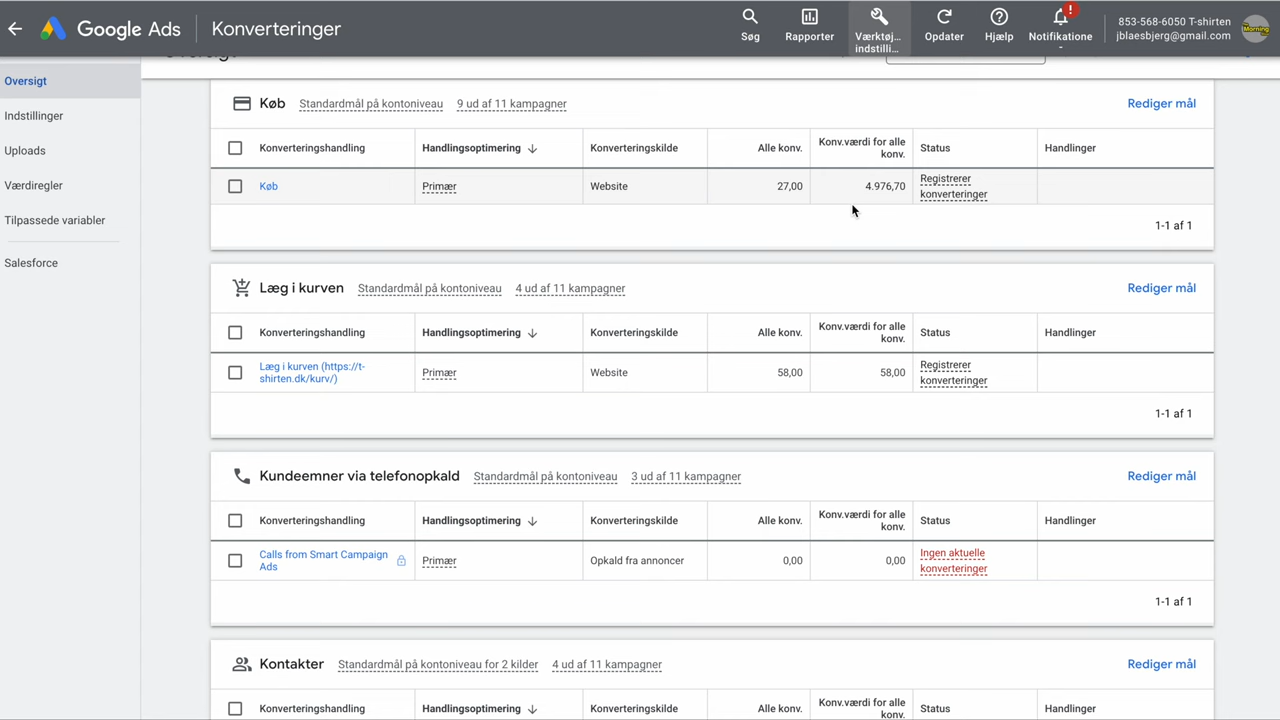 Google Ads
Konverteringer
Søg
Rapporter
Værktøj...
indstilli...
Opdater
Hjælp
!
Notifikatione
-
853-568-6050 T-shirten
jblaesbjerg@gmail.com
Morning
Oversigt
Indstillinger
Uploads
Værdiregler
Tilpassede variabler
Salesforce
Oversigt
Køb Standardmål på kontoniveau 9 ud af 11 kampagner Rediger mål
Konverteringshandling Handlingsoptimering Konverteringskilde Alle konv. Konv.værdi for alle konv. Status Handlinger
Køb Primær Website 27,00 4.976,70 Registrerer konverteringer
1-1 af 1
Læg i kurven Standardmål på kontoniveau 4 ud af 11 kampagner Rediger mål
Konverteringshandling Handlingsoptimering Konverteringskilde Alle konv. Konv.værdi for alle konv. Status Handlinger
Læg i kurven (https://t-shirten.dk/kurv/) Primær Website 58,00 58,00 Registrerer konverteringer
1-1 af 1
Kundeemner via telefonopkald Standardmål på kontoniveau 3 ud af 11 kampagner Rediger mål
Konverteringshandling Handlingsoptimering Konverteringskilde Alle konv. Konv.værdi for alle konv. Status Handlinger
Calls from Smart Campaign Ads Primær Opkald fra annoncer 0,00 0,00 Ingen aktuelle konverteringer
1-1 af 1
Kontakter Standardmål på kontoniveau for 2 kilder 4 ud af 11 kampagner Rediger mål
Konverteringshandling Handlingsoptimering Konverteringskilde Alle konv. Konv.værdi for alle konv. Status Handlinger